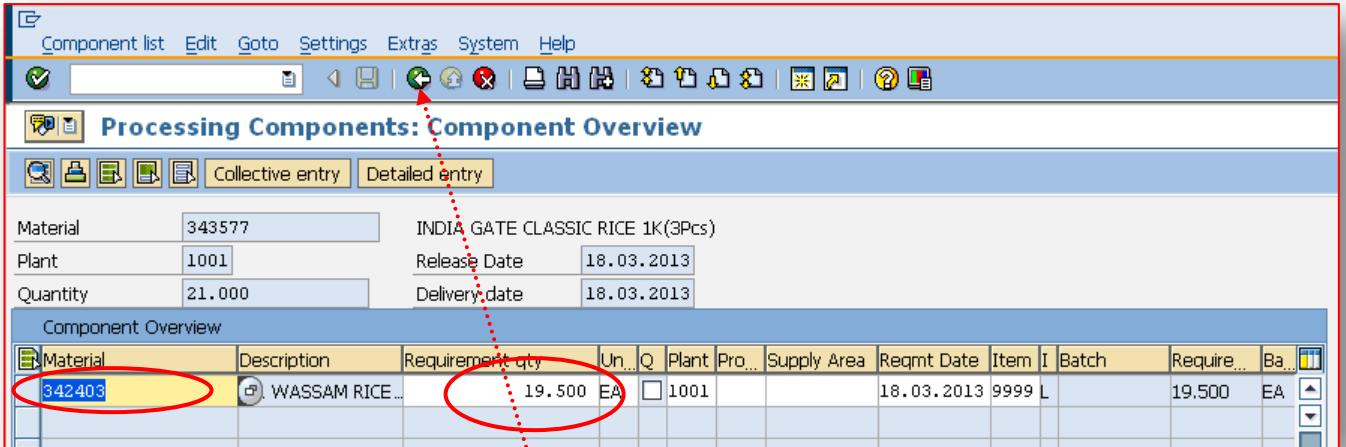 Component list Edit Goto Settings Extras System Help
Processing Components: Component Overview
Collective entry Detailed entry
Material 343577 INDIA GATE CLASSIC RICE 1K(3Pcs)
Plant 1001 Release Date 18.03.2013
Quantity 21.000 Delivery date 18.03.2013
Component Overview
Material Description Requirement qty Un... Q Plant Pro... Supply Area Reqmt Date Item I Batch Require... Ba...
342403 WASSAM RICE... 19.500 EA 1001 18.03.2013 9999 L 19.500 EA